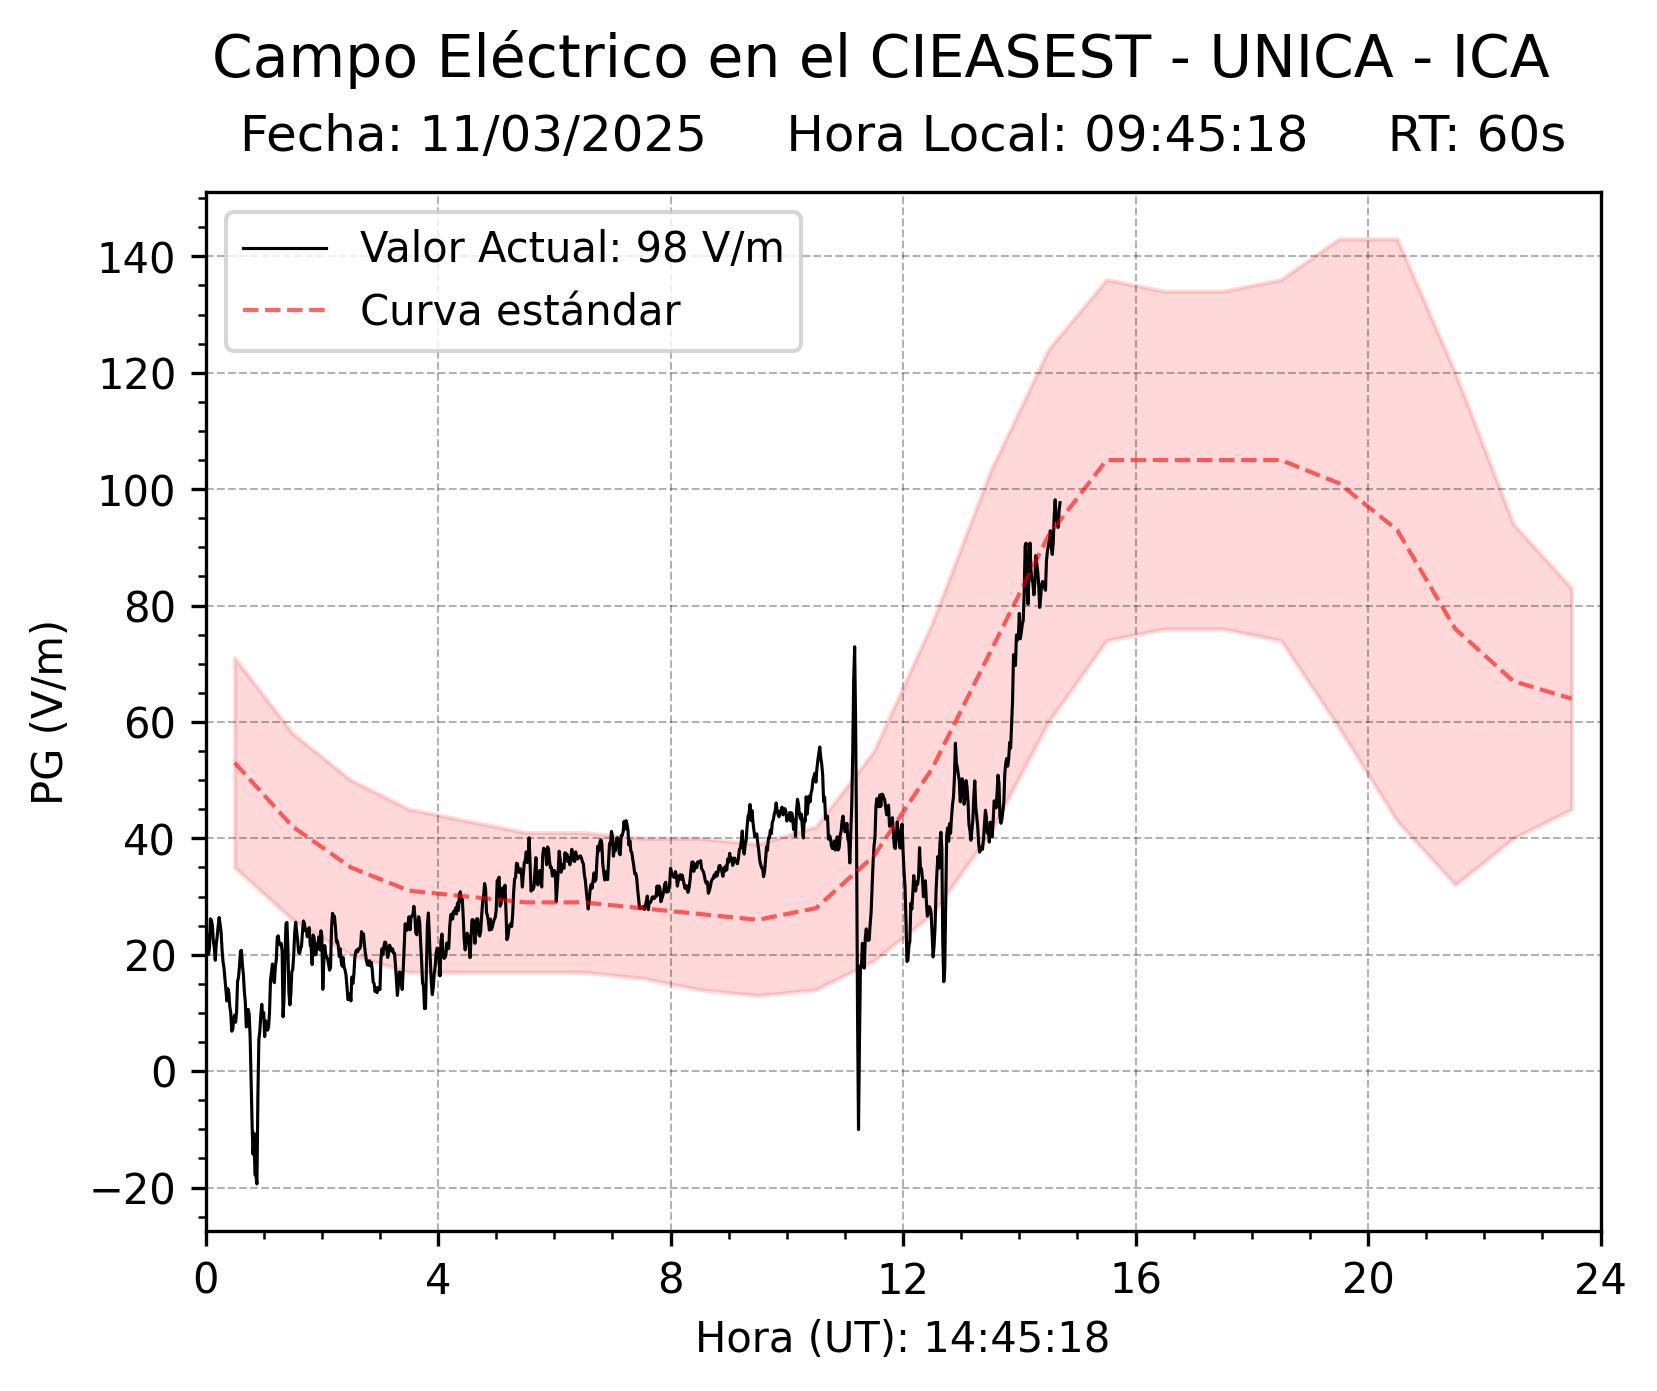 Campo Eléctrico en el CIEASEST - UNICA - ICA
Fecha: 11/03/2025 Hora Local: 09:45:18 RT: 60s
Valor Actual: 98 V/m
Curva estándar
140
120
100
80
60
40
20
0
−20
PG (V/m)
0 4 8 12 16 20 24
Hora (UT): 14:45:18